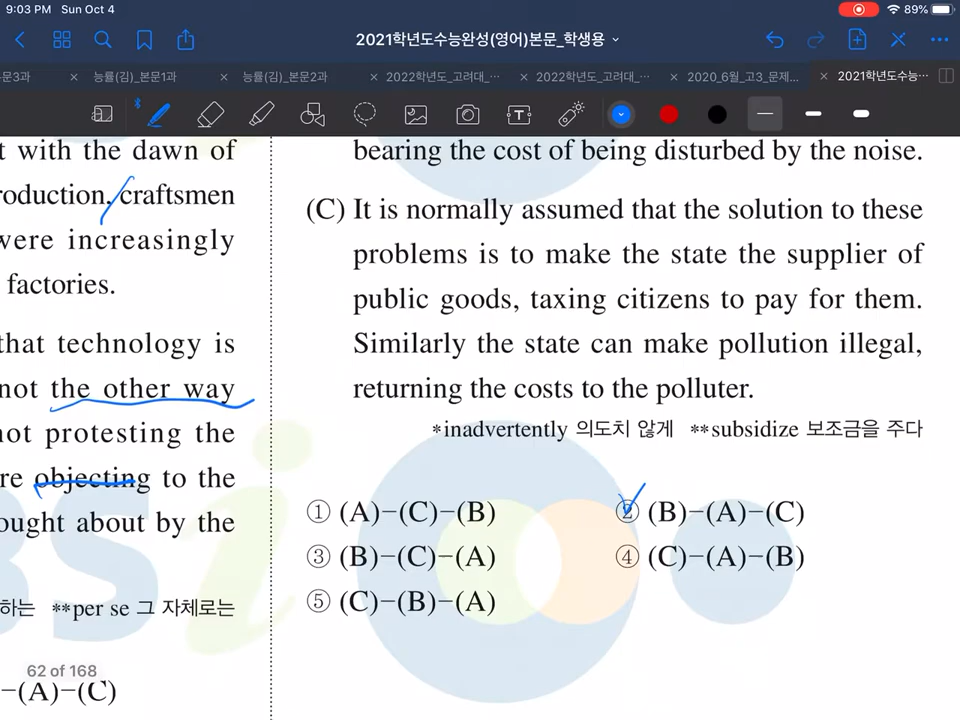 9:03 PM Sun Oct 4
89%
2021학년도수능완성(영어)본문_학생용
문3과
능률(김)_본문1과
능률(김)_본문2과
2022학년도_고려대_...
2022학년도_고려대_...
2020_6월_고3_문제...
2021학년도수능...
t with the dawn of
roduction, craftsmen
were increasingly
factories.
that technology is
not the other way
not protesting the
re objecting to the
ought about by the
하는 **per se 그 자체로는
62 of 168
-(A)-(C)
bearing the cost of being disturbed by the noise.
(C) It is normally assumed that the solution to these
problems is to make the state the supplier of
public goods, taxing citizens to pay for them.
Similarly the state can make pollution illegal,
returning the costs to the polluter.
*inadvertently 의도치 않게 **subsidize 보조금을 주다
① (A)-(C)-(B)
② (B)-(A)-(C)
③ (B)-(C)-(A)
④ (C)-(A)-(B)
⑤ (C)-(B)-(A)